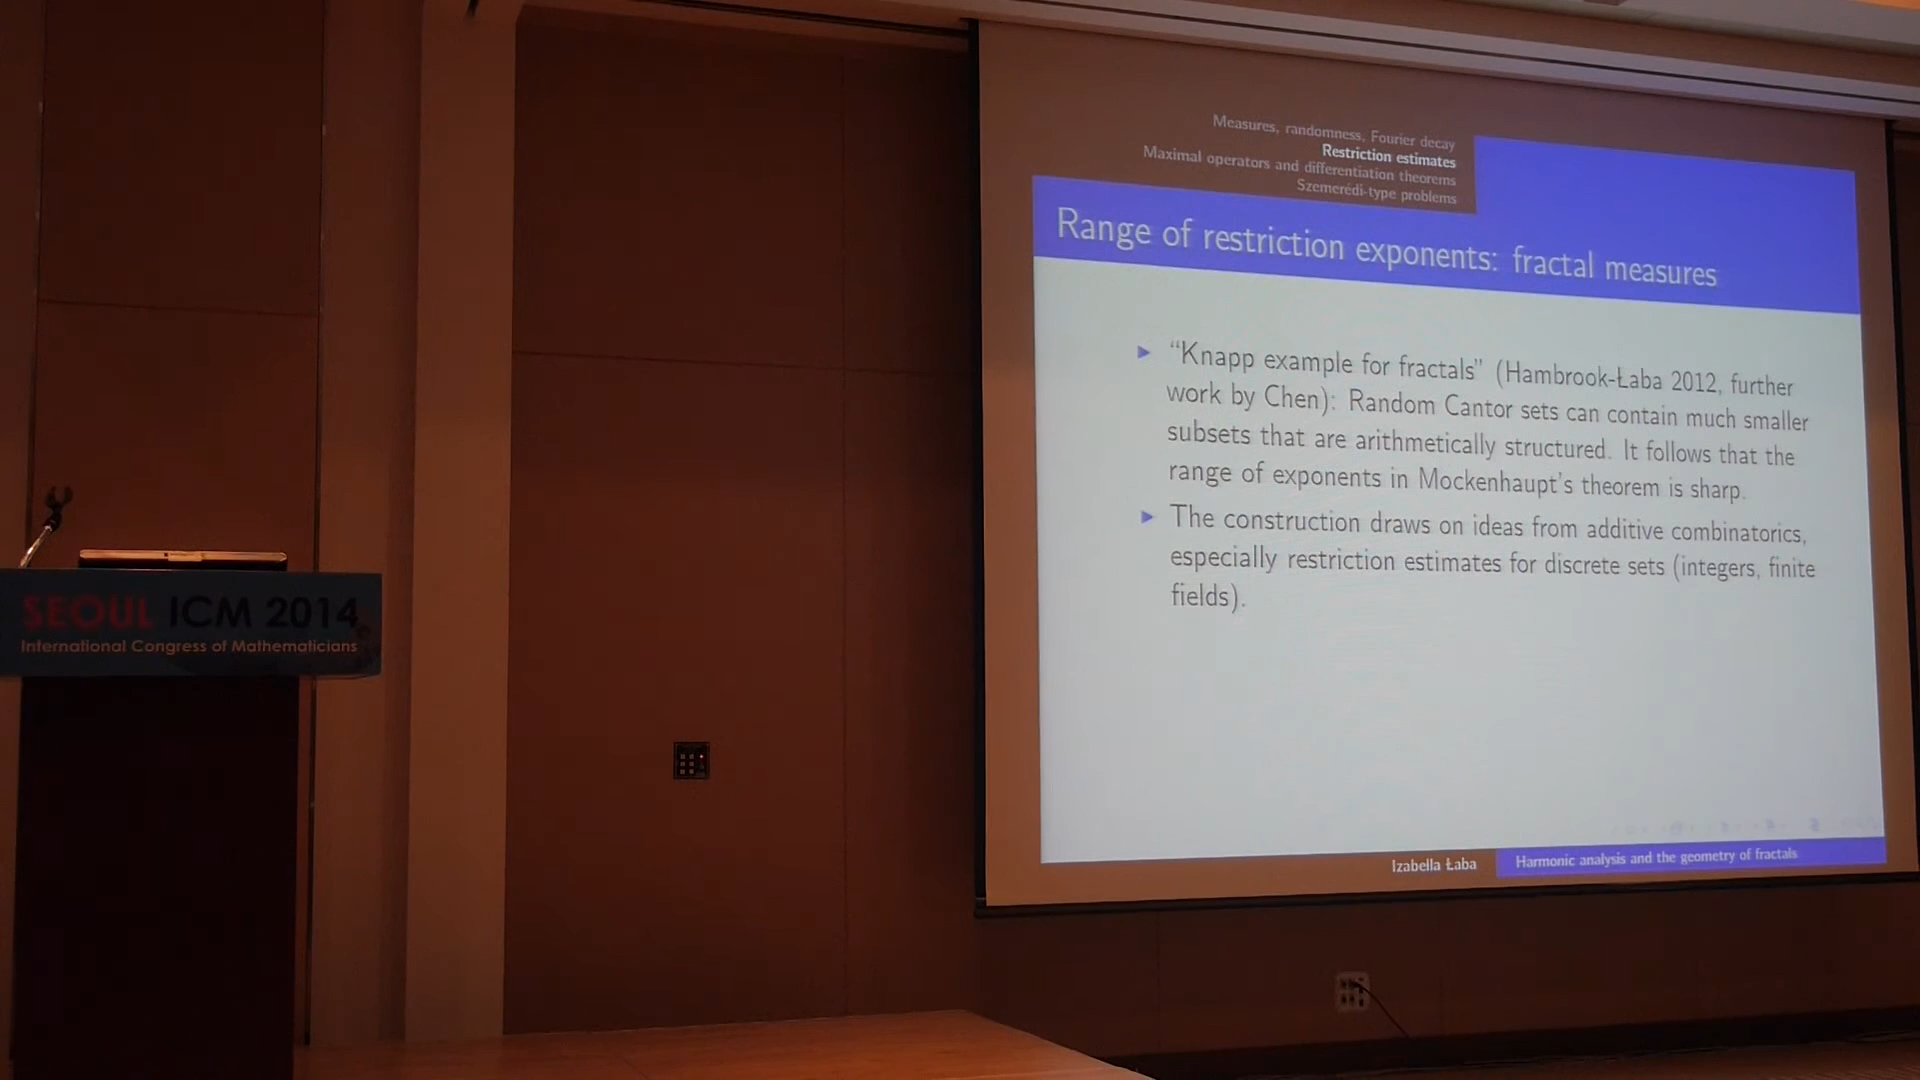 Measures, randomness, Fourier decay
Restriction estimates
Maximal operators and differentiation theorems
Szemerédi-type problems
Range of restriction exponents: fractal measures
“Knapp example for fractals” (Hambrook-Łaba 2012, further
work by Chen): Random Cantor sets can contain much smaller
subsets that are arithmetically structured. It follows that the
range of exponents in Mockenhaupt's theorem is sharp.
The construction draws on ideas from additive combinatorics,
especially restriction estimates for discrete sets (integers, finite
fields).
Izabella Łaba
Harmonic analysis and the geometry of fractals
SEOUL ICM 2014
International Congress of Mathematicians